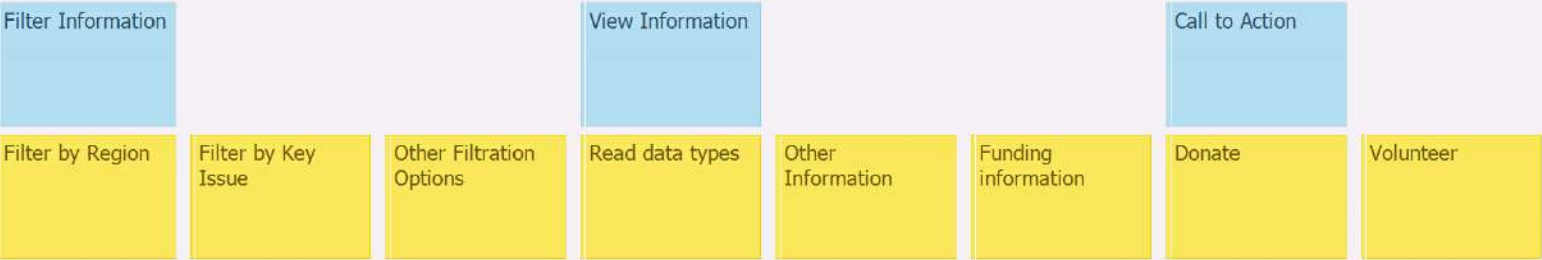 Filter Information
View Information
Call to Action
Filter by Region
Filter by Key
Issue
Other Filtration
Options
Read data types
Other
Information
Funding
information
Donate
Volunteer